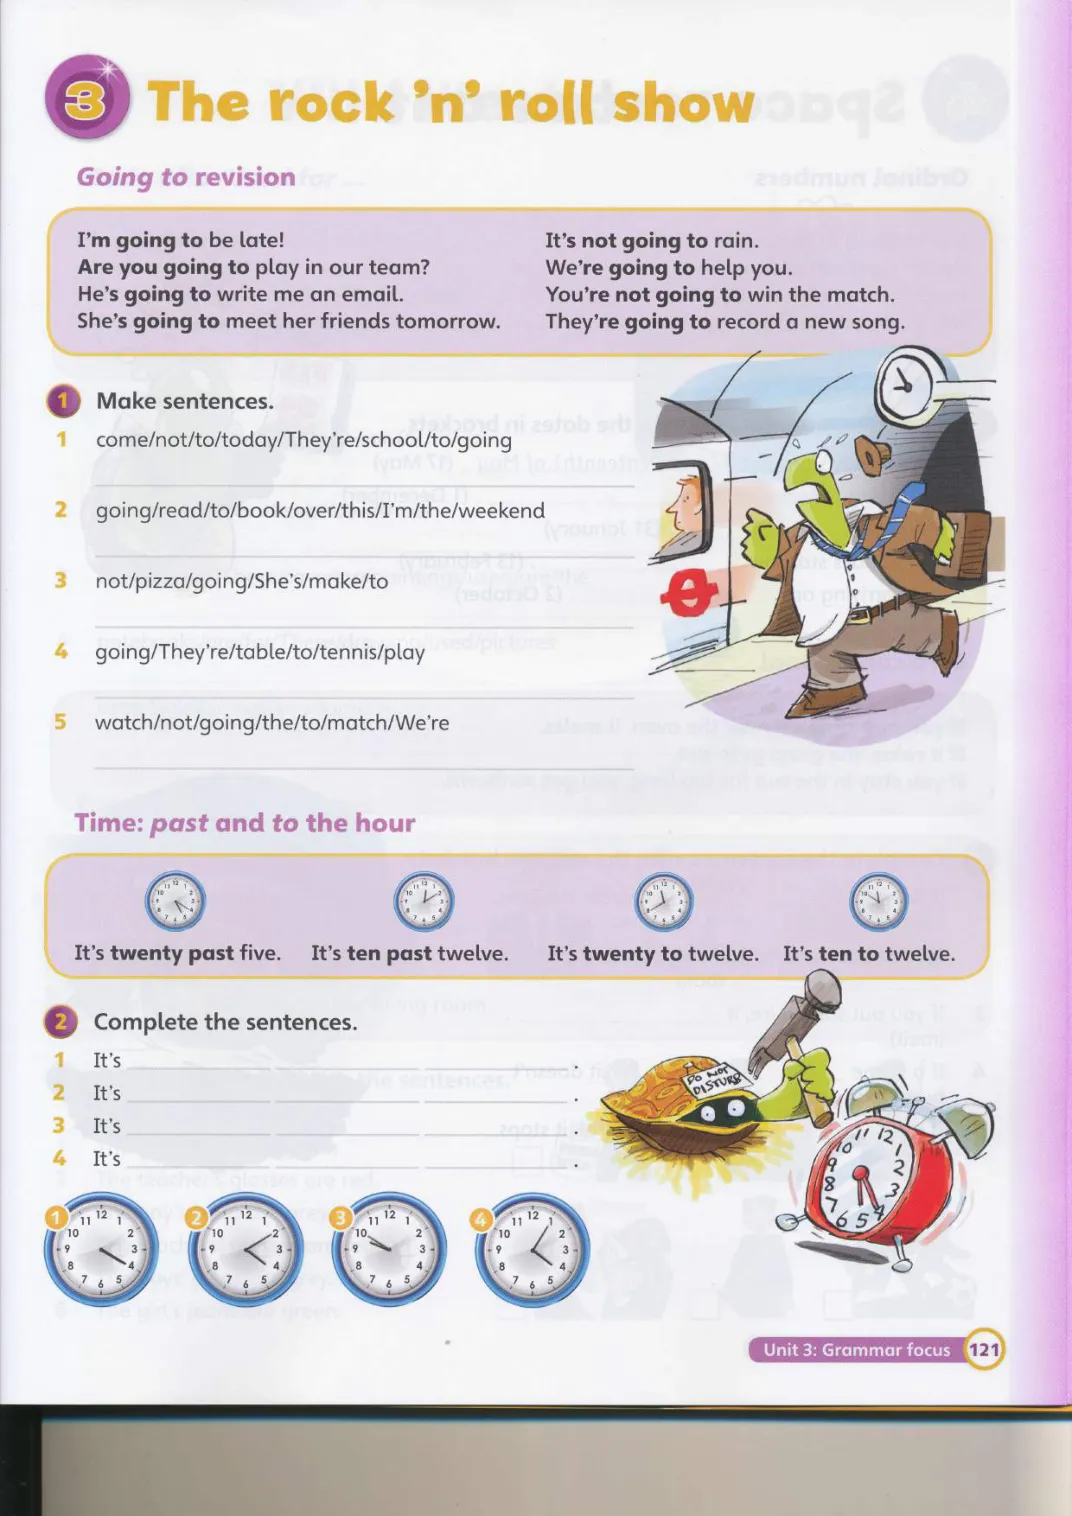 3 The rock 'n' roll show
Going to revision
I'm going to be late!
Are you going to play in our team?
He's going to write me an email.
She's going to meet her friends tomorrow.
It's not going to rain.
We're going to help you.
You're not going to win the match.
They're going to record a new song.
1 Make sentences.
1 come/not/to/today/They're/school/to/going
2 going/read/to/book/over/this/I'm/the/weekend
3 not/pizza/going/She's/make/to
4 going/They're/table/to/tennis/play
5 watch/not/going/the/to/match/We're
Time: past and to the hour
It's twenty past five. It's ten past twelve. It's twenty to twelve. It's ten to twelve.
2 Complete the sentences.
1 It's .
2 It's .
3 It's .
4 It's .
DO NOT
DISTURB
1 2 3 4
Unit 3: Grammar focus 121